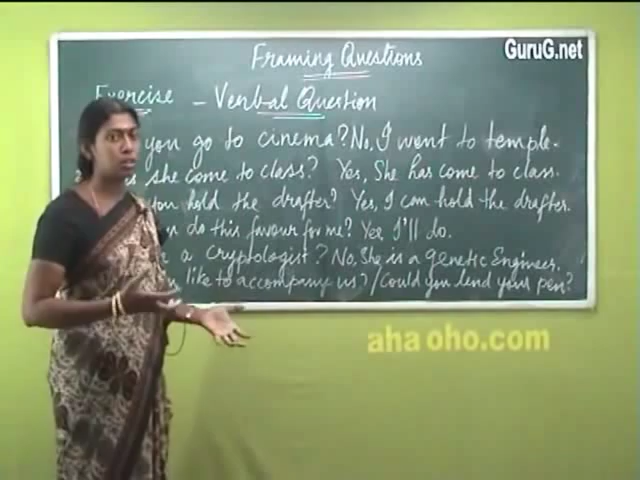 GuruG.net
Framing Questions
Exercise - Verbal Question
you go to cinema? No, I went to temple.
she come to class? Yes, She has come to class.
hold the drafter? Yes, I can hold the drafter.
do this favour for me? Yes, I'll do.
a cryptologist? No, She is a genetic Engineer.
like to accompany us? / Could you lend your pen?
aha oho.com